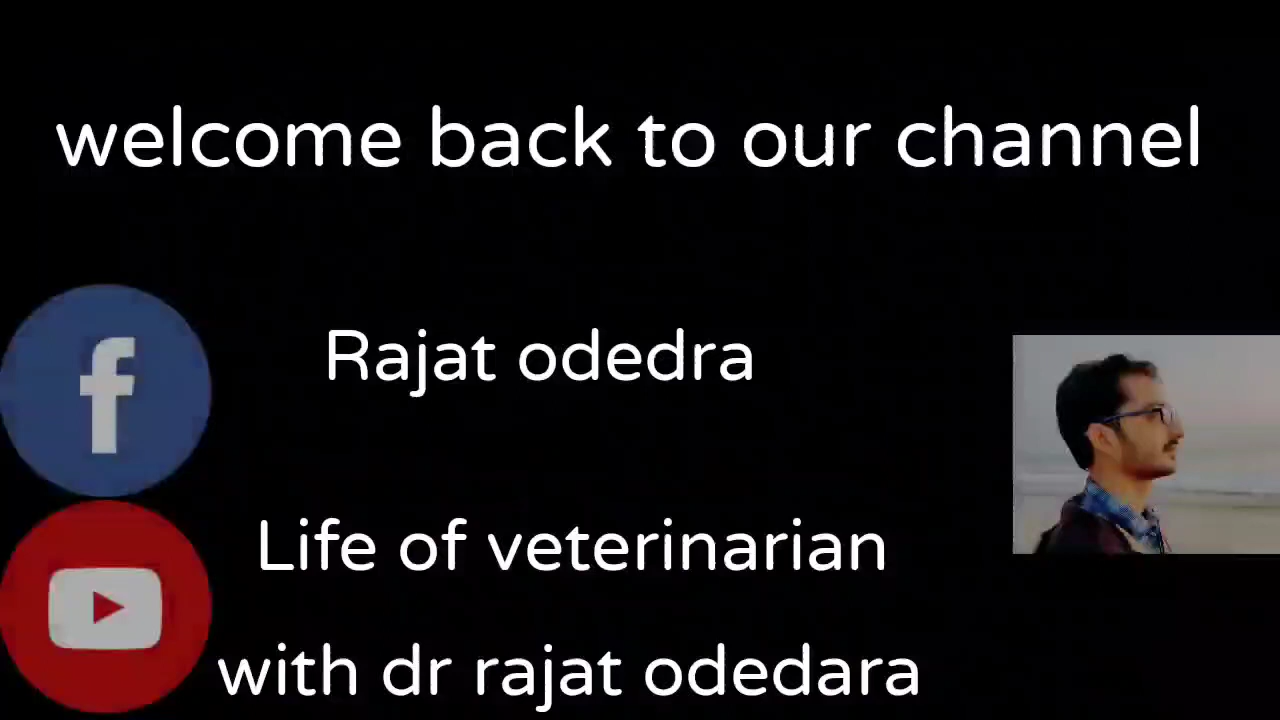 welcome back to our channel
Rajat odedra
Life of veterinarian
with dr rajat odedara